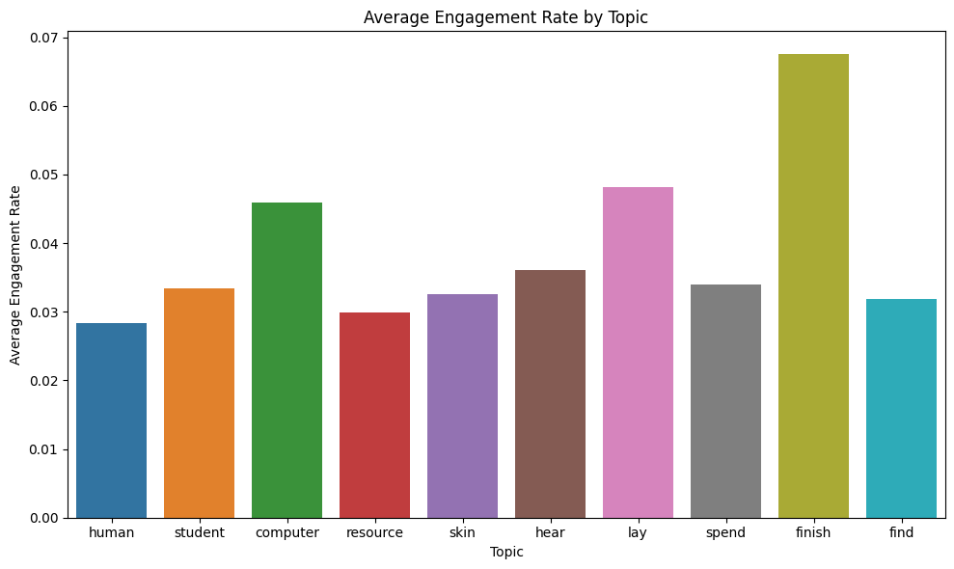 Average Engagement Rate by Topic
Average Engagement Rate
0.07
0.06
0.05
0.04
0.03
0.02
0.01
0.00
human student computer resource skin hear lay spend finish find
Topic